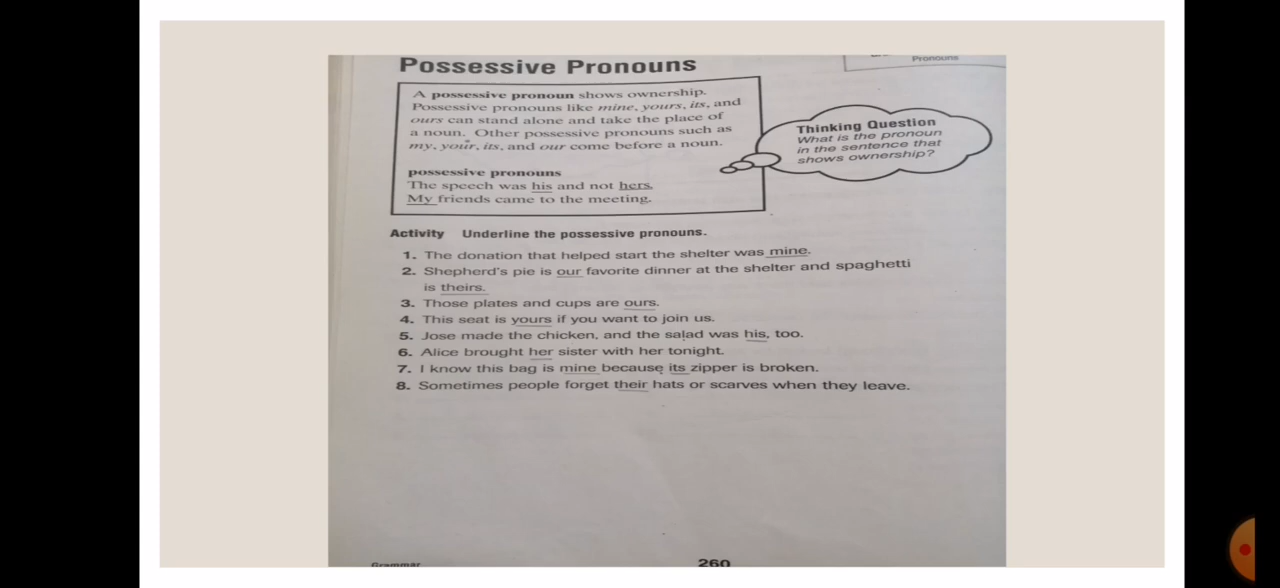 Possessive Pronouns
Pronouns
A possessive pronoun shows ownership.
Possessive pronouns like mine, yours, its, and
ours can stand alone and take the place of
a noun. Other possessive pronouns such as
my, your, its, and our come before a noun.
possessive pronouns
The speech was his and not hers.
My friends came to the meeting.
Thinking Question
What is the pronoun
in the sentence that
shows ownership?
Activity Underline the possessive pronouns.
1. The donation that helped start the shelter was mine.
2. Shepherd's pie is our favorite dinner at the shelter and spaghetti
is theirs.
3. Those plates and cups are ours.
4. This seat is yours if you want to join us.
5. Jose made the chicken, and the salad was his, too.
6. Alice brought her sister with her tonight.
7. I know this bag is mine because its zipper is broken.
8. Sometimes people forget their hats or scarves when they leave.
Grammar
260